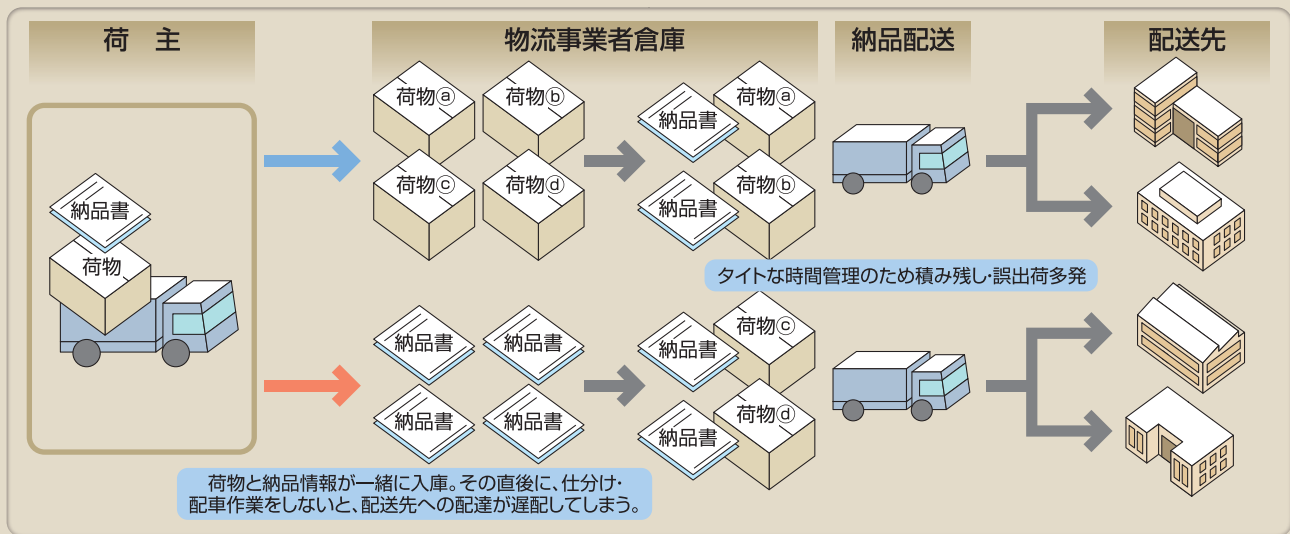 荷　主
物流事業者倉庫
納品配送
配送先
納品書
荷物
荷物ⓐ
荷物ⓑ
荷物ⓒ
荷物ⓓ
納品書
荷物ⓐ
納品書
荷物ⓑ
タイトな時間管理のため積み残し・誤出荷多発
納品書
納品書
納品書
納品書
納品書
荷物ⓒ
納品書
荷物ⓓ
荷物と納品情報が一緒に入庫。その直後に、仕分け・
配車作業をしないと、配送先への配達が遅配してしまう。